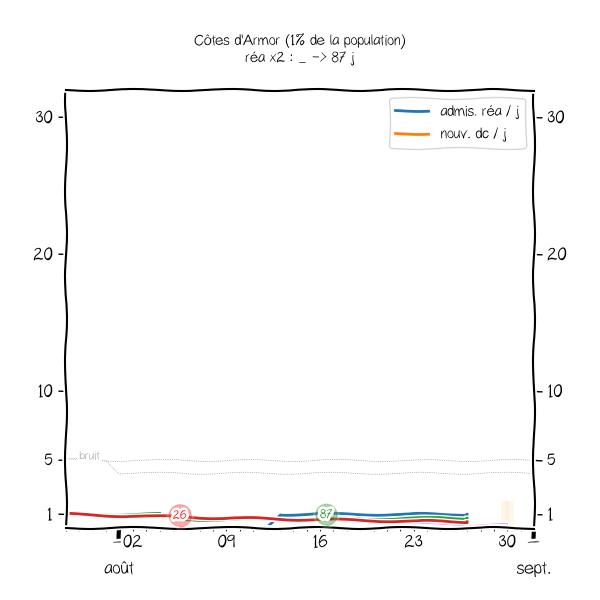 Côtes d'Armor (1% de la population)
réa x2 : _ -> 87 j
admis. réa / j
nouv. dc / j
30
30
20
20
10
10
5
bruit
5
1
26
87
1
02
09
16
23
30
août
sept.